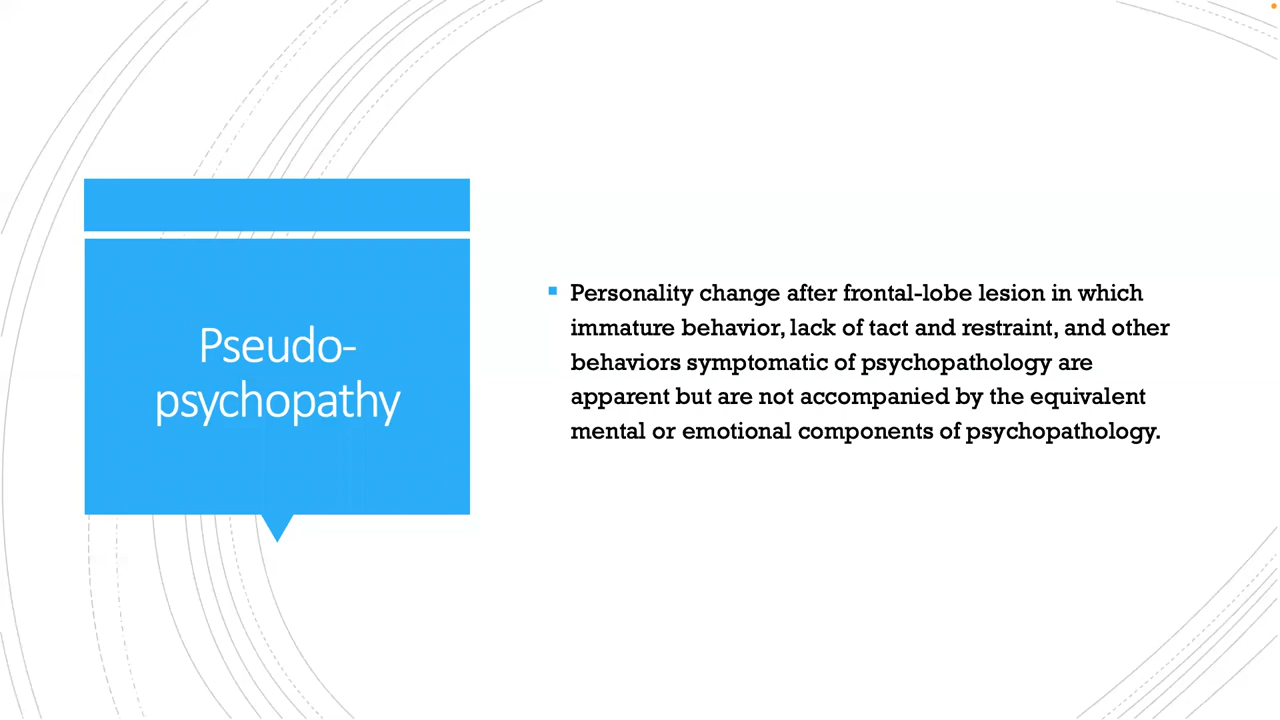 Pseudo-
psychopathy
Personality change after frontal-lobe lesion in which
immature behavior, lack of tact and restraint, and other
behaviors symptomatic of psychopathology are
apparent but are not accompanied by the equivalent
mental or emotional components of psychopathology.